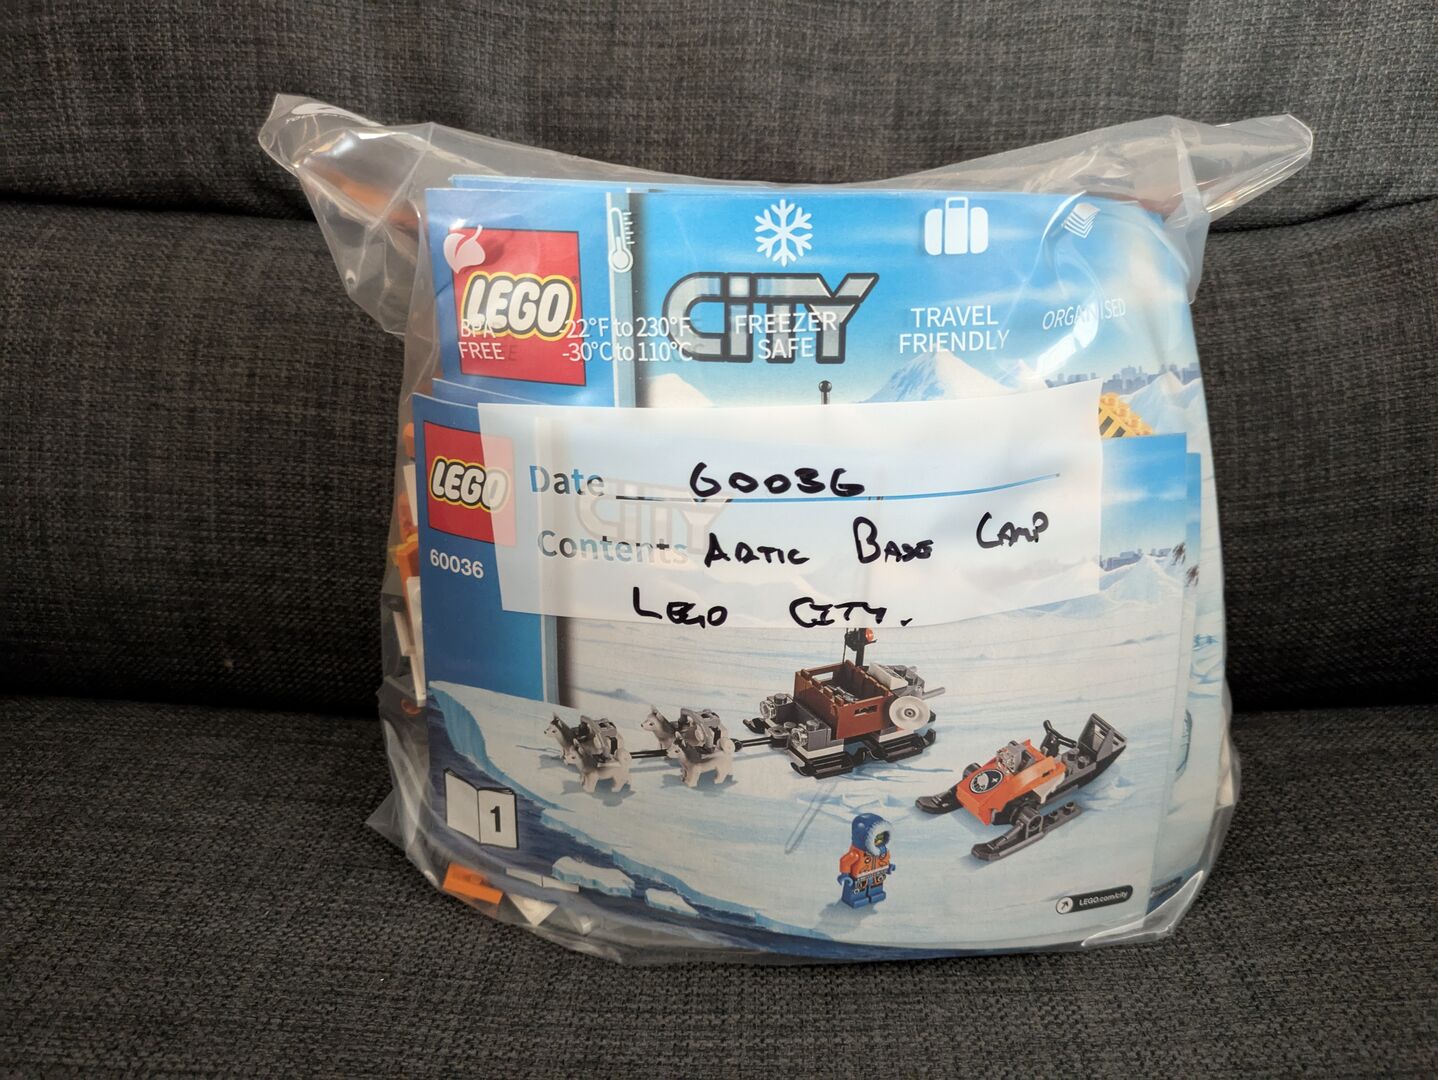 LEGO
CITY
BPA
FREE
-22°F to 230°F
-30°C to 110°C
FREEZER
SAFE
TRAVEL
FRIENDLY
ORGANISED
LEGO
CITY
60036
Date 60036
Contents ARTIC BASE CAMP
LEGO CITY.
1
LEGO.com/city